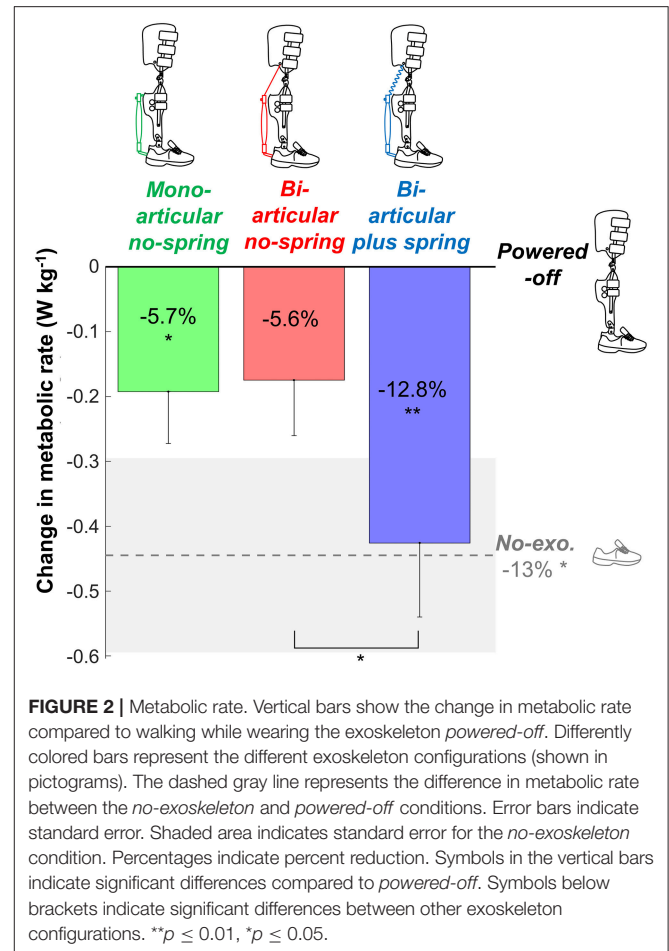 Mono-
articular
no-spring
Bi-
articular
no-spring
Bi-
articular
plus spring
Powered
-off
Change in metabolic rate (W kg-1)
0
-0.1
-0.2
-0.3
-0.4
-0.5
-0.6
-5.7%
*
-5.6%
-12.8%
**
No-exo.
-13% *
*
FIGURE 2 | Metabolic rate. Vertical bars show the change in metabolic rate
compared to walking while wearing the exoskeleton powered-off. Differently
colored bars represent the different exoskeleton configurations (shown in
pictograms). The dashed gray line represents the difference in metabolic rate
between the no-exoskeleton and powered-off conditions. Error bars indicate
standard error. Shaded area indicates standard error for the no-exoskeleton
condition. Percentages indicate percent reduction. Symbols in the vertical bars
indicate significant differences compared to powered-off. Symbols below
brackets indicate significant differences between other exoskeleton
configurations. **p ≤ 0.01, *p ≤ 0.05.